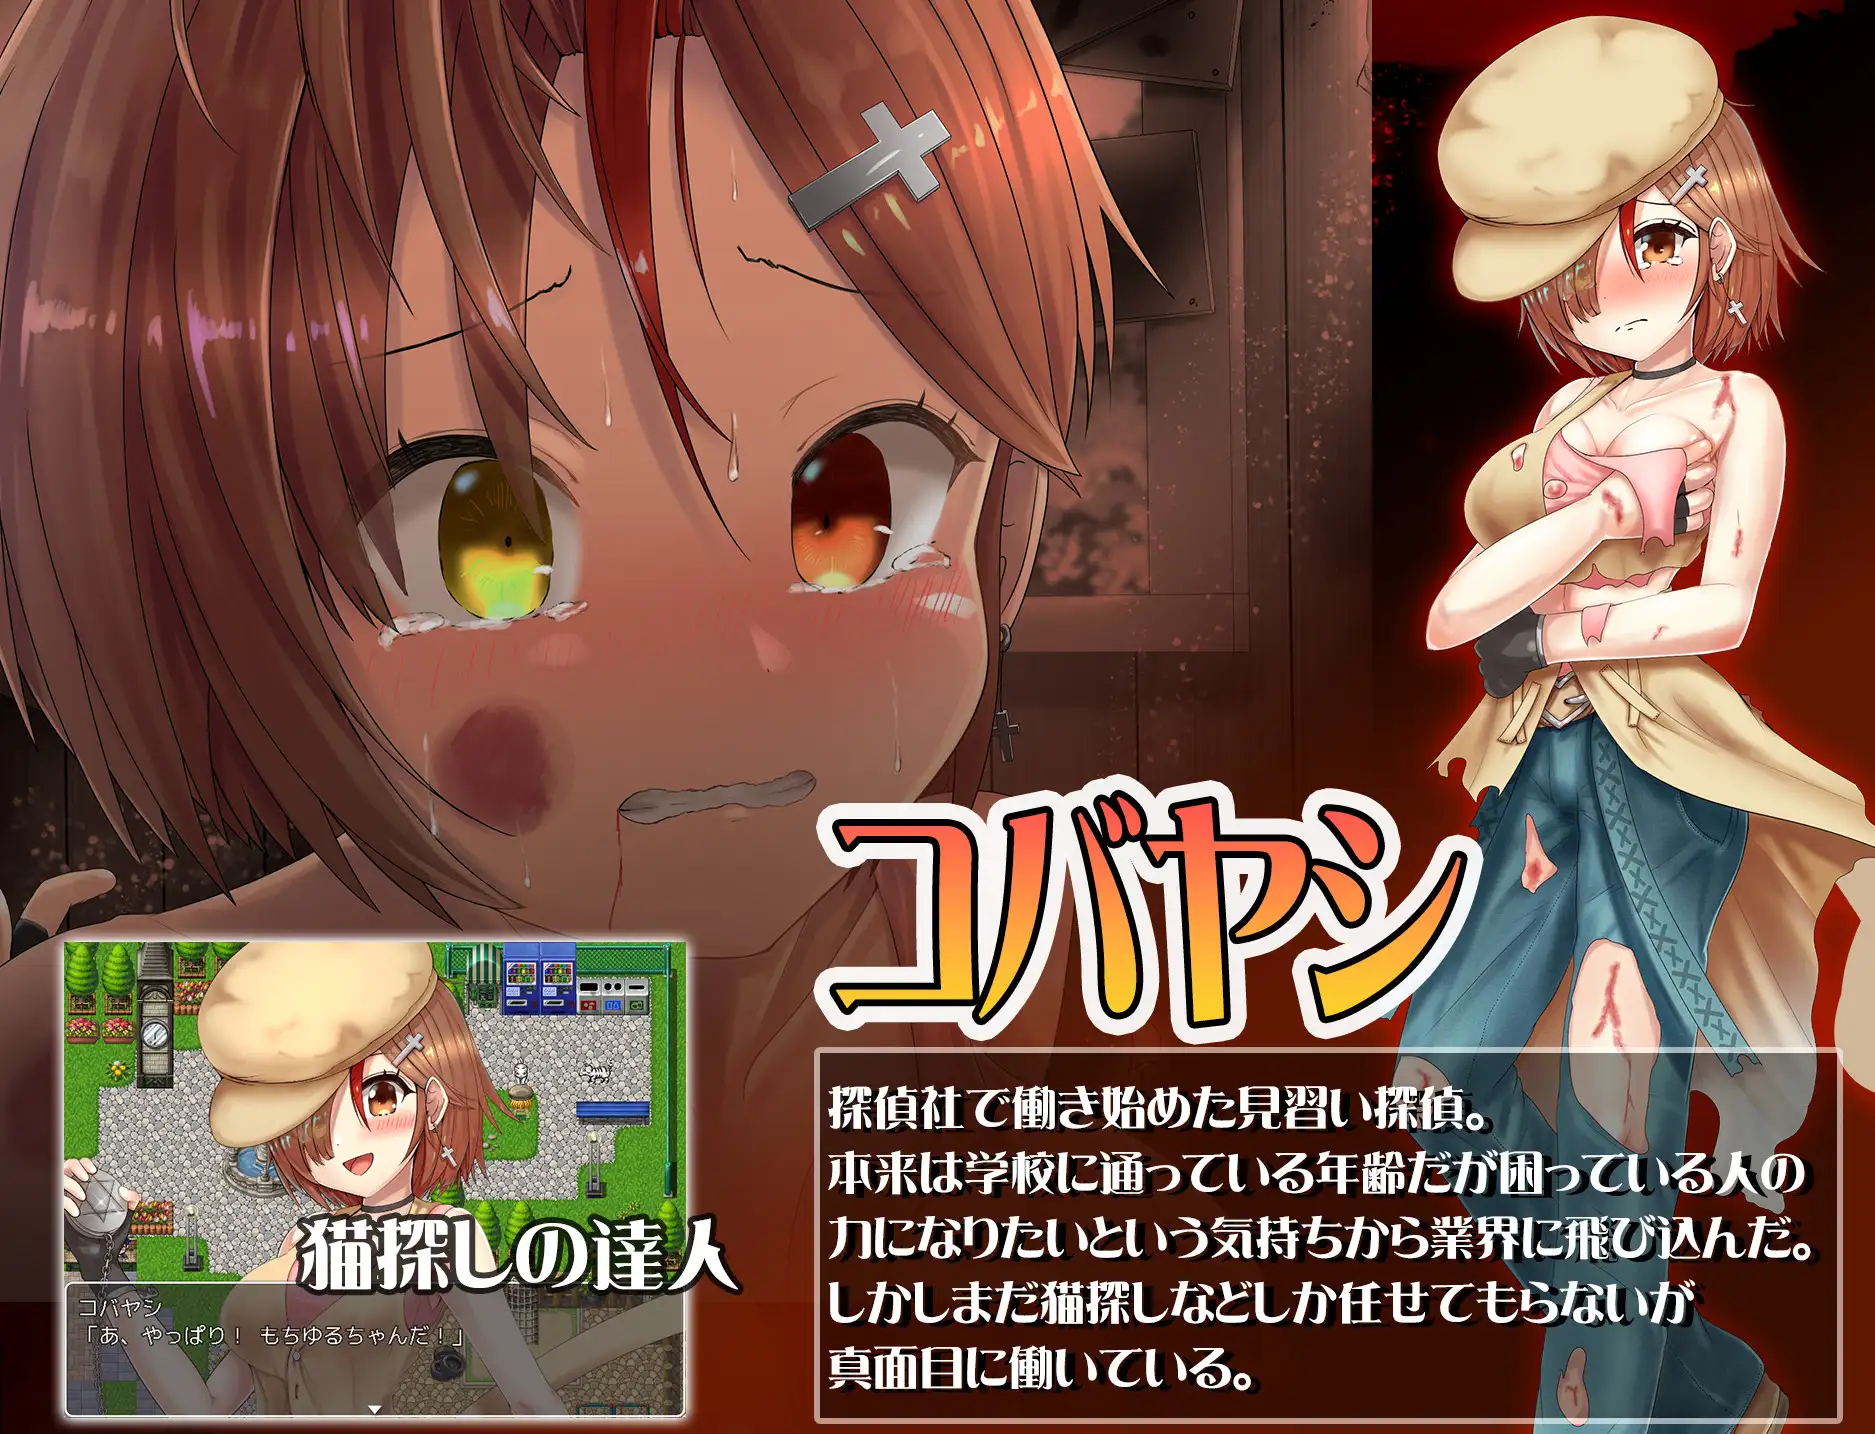 コバヤシ
探偵社で働き始めた見習い探偵。
本来は学校に通っている年齢だが困っている人の
力になりたいという気持ちから業界に飛び込んだ。
しかしまだ猫探しなどしか任せてもらないが
真面目に働いている。
猫探しの達人
コバヤシ
「あ、やっぱり！ もちゆるちゃんだ！」